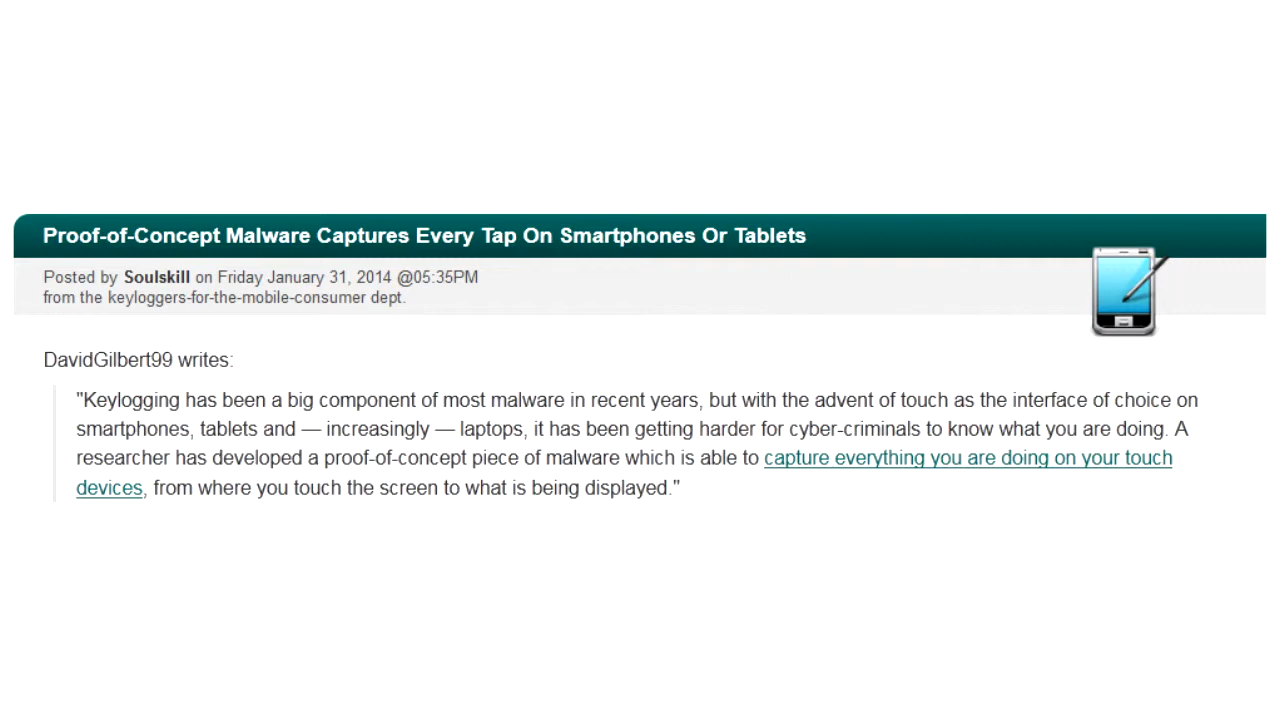 Proof-of-Concept Malware Captures Every Tap On Smartphones Or Tablets
Posted by Soulskill on Friday January 31, 2014 @05:35PM
from the keyloggers-for-the-mobile-consumer dept.
DavidGilbert99 writes:
"Keylogging has been a big component of most malware in recent years, but with the advent of touch as the interface of choice on
smartphones, tablets and — increasingly — laptops, it has been getting harder for cyber-criminals to know what you are doing. A
researcher has developed a proof-of-concept piece of malware which is able to capture everything you are doing on your touch
devices, from where you touch the screen to what is being displayed."